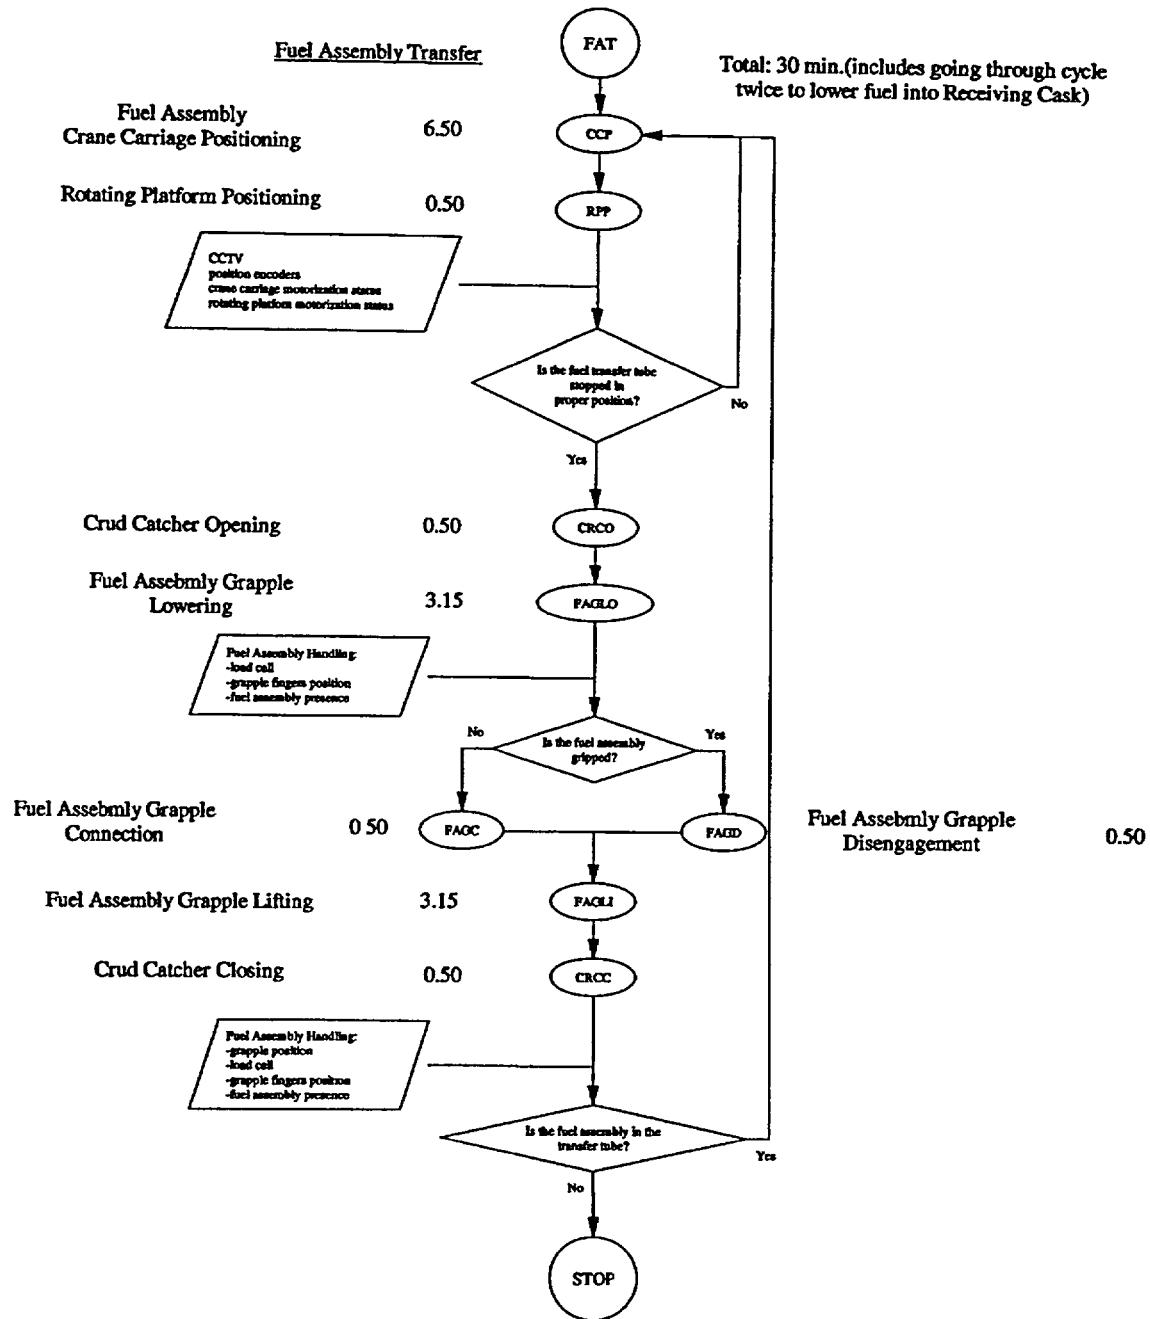 Fuel Assembly Transfer
FAT
Total: 30 min.(includes going through cycle
twice to lower fuel into Receiving Cask)
Fuel Assembly
Crane Carriage Positioning
6.50
CCP
Rotating Platform Positioning
0.50
RPP
CCTV
position encoders
crane carriage motorization status
rotating platform motorization status
Is the fuel transfer tube
stopped in
proper position?
No
Yes
Crud Catcher Opening
0.50
CRCO
Fuel Assebmly Grapple
Lowering
3.15
FAGLO
Fuel Assembly Handling:
-load cell
-grapple fingers position
-fuel assembly presence
No
Is the fuel assembly
gripped?
Yes
Fuel Assebmly Grapple
Connection
0 50
FAGC
FAGD
Fuel Assebmly Grapple
Disengagement
0.50
Fuel Assembly Grapple Lifting
3.15
FAGLI
Crud Catcher Closing
0.50
CRCC
Fuel Assembly Handling:
-grapple position
-load cell
-grapple fingers position
-fuel assembly presence
Is the fuel assembly in the
transfer tube?
Yes
No
STOP